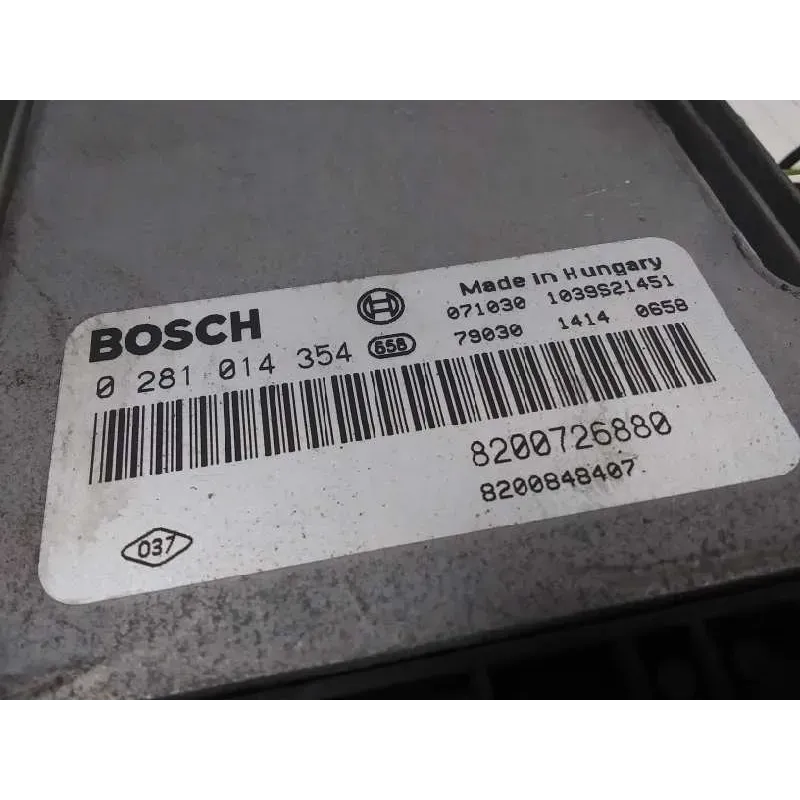 BOSCH
Made in Hungary
071030 1039S21451
0 281 014 354 658
79030 1414 0658
8200726880
8200848407
037